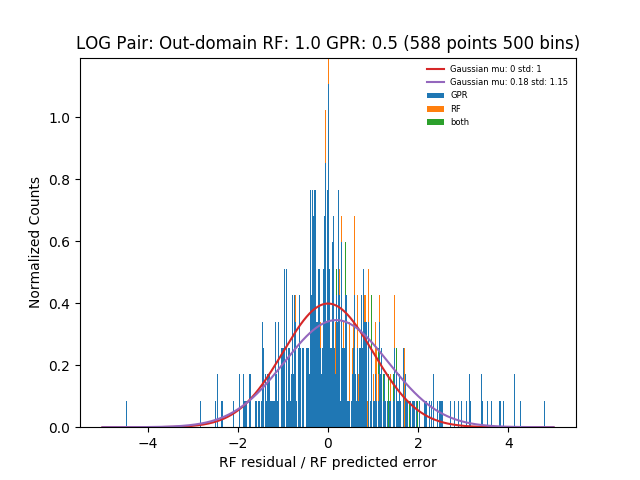 LOG Pair: Out-domain RF: 1.0 GPR: 0.5 (588 points 500 bins)
Gaussian mu: 0 std: 1
Gaussian mu: 0.18 std: 1.15
GPR
RF
both
Normalized Counts
1.0
0.8
0.6
0.4
0.2
0.0
−4
−2
0
2
4
RF residual / RF predicted error